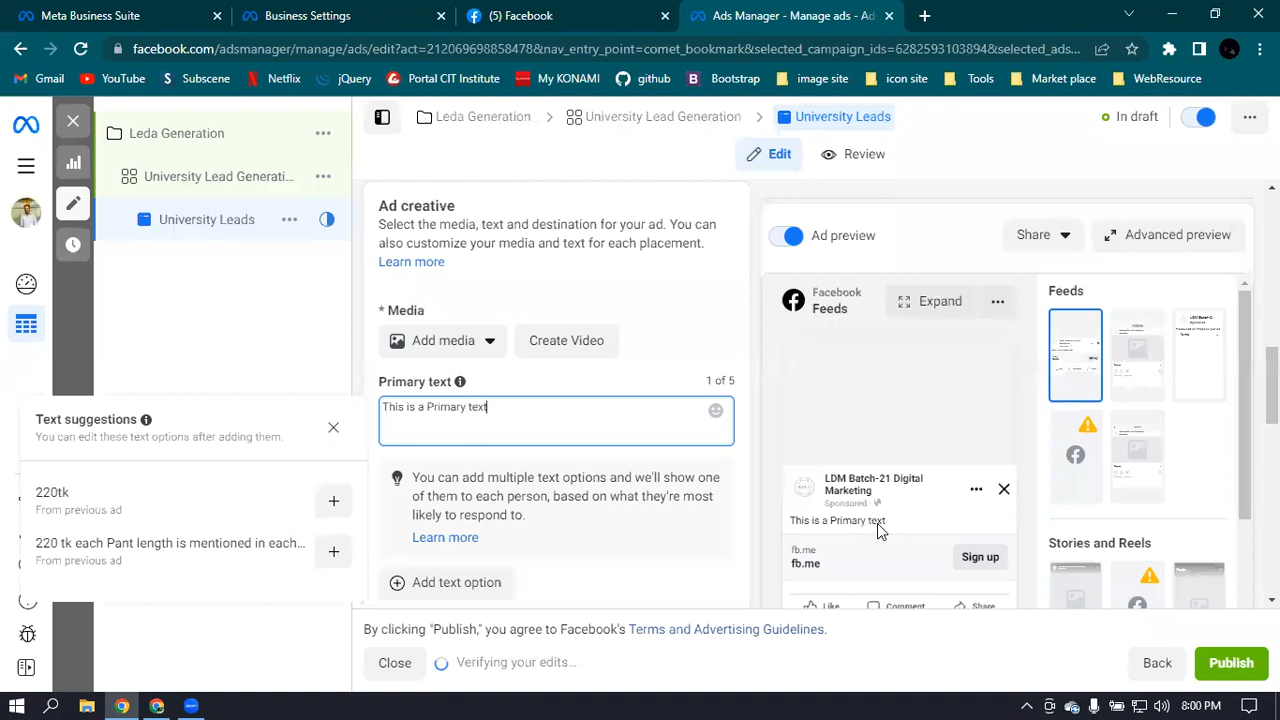 Meta Business Suite
Business Settings
(8) Facebook
Ads Manager - Manage ads - Ad
facebook.com/adsmanager/manage/ads/edit?act=212069698858478&nav_entry_point=comet_bookmark&selected_campaign_ids=6282593103894&selected_ads...
Gmail
YouTube
Subscene
Netflix
jQuery
Portal CIT Institute
My KONAMI
github
Bootstrap
image site
icon site
Tools
Market place
WebResource
Leda Generation
University Lead Generati...
University Leads
Leda Generation
University Lead Generation
University Leads
In draft
Edit
Review
Ad creative
Select the media, text and destination for your ad. You can
also customize your media and text for each placement.
Learn more
* Media
Add media
Create Video
Primary text
1 of 5
This is a Primary text
You can add multiple text options and we'll show one
of them to each person, based on what they're most
likely to respond to.
Learn more
Add text option
Text suggestions
You can edit these text options after adding them.
220tk
From previous ad
220 tk each Pant length is mentioned in each...
From previous ad
Ad preview
Share
Advanced preview
Facebook
Feeds
Expand
LDM Batch-21 Digital
Marketing
Sponsored
This is a Primary text
fb.me
fb.me
Sign up
Like
Comment
Share
Feeds
Stories and Reels
By clicking "Publish," you agree to Facebook's Terms and Advertising Guidelines.
Close
Verifying your edits...
Back
Publish
8:00 PM